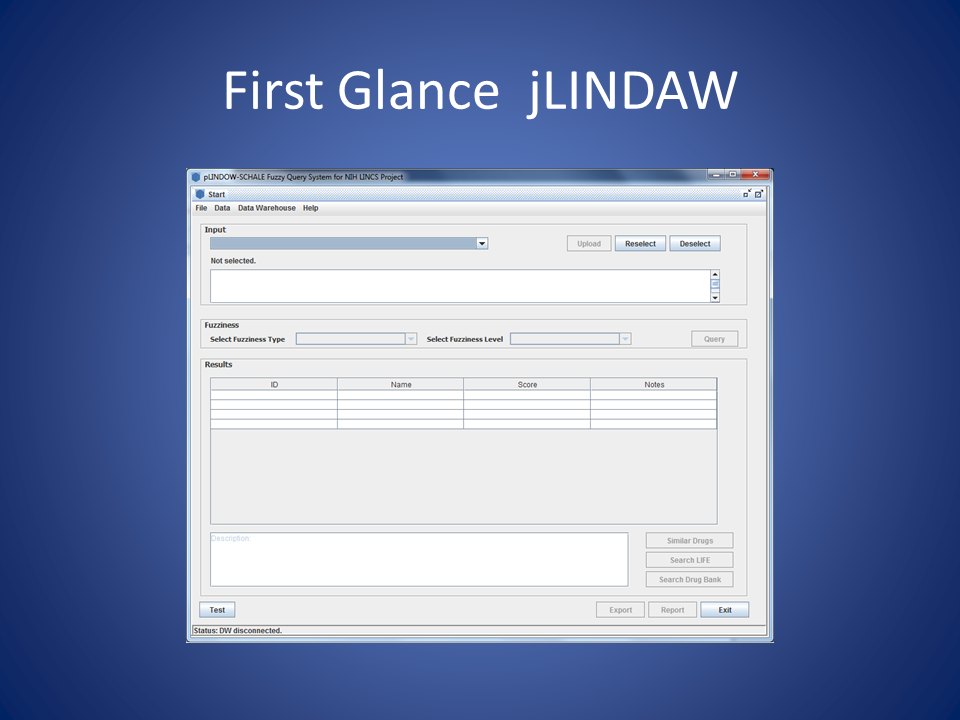 First Glance jLINDAW
pLINDOW-SCHALE Fuzzy Query System for NIH LINCS Project
Start
File Data Data Warehouse Help
Input
Upload Reselect Deselect
Not selected.
Fuzziness
Select Fuzziness Type Select Fuzziness Level Query
Results
ID Name Score Notes
Description:
Similar Drugs
Search LIFE
Search Drug Bank
Test Export Report Exit
Status: DW disconnected.